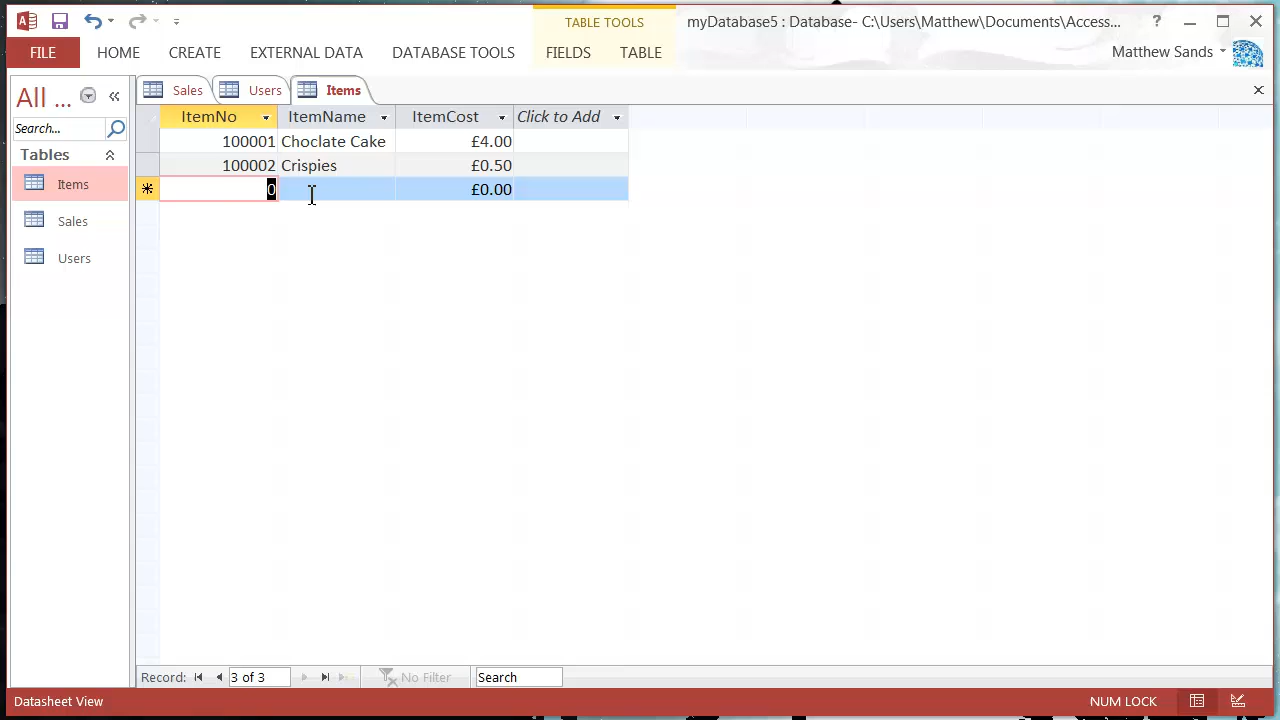 TABLE TOOLS
myDatabase5 : Database- C:\Users\Matthew\Documents\Access...
?
FILE
HOME
CREATE
EXTERNAL DATA
DATABASE TOOLS
FIELDS
TABLE
Matthew Sands
All ...
Search...
Tables
Items
Sales
Users
Sales
Users
Items
ItemNo ItemName ItemCost Click to Add
100001 Choclate Cake £4.00
100002 Crispies £0.50
0 £0.00
Record: 3 of 3 No Filter Search
Datasheet View
NUM LOCK